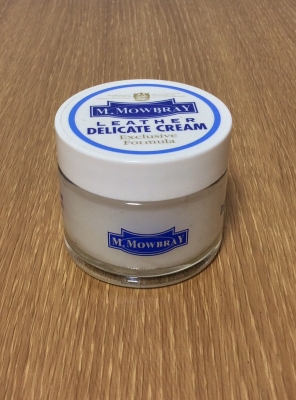 M. MOWBRAY
LEATHER
DELICATE CREAM
Exclusive
Formula
M. MOWBRAY